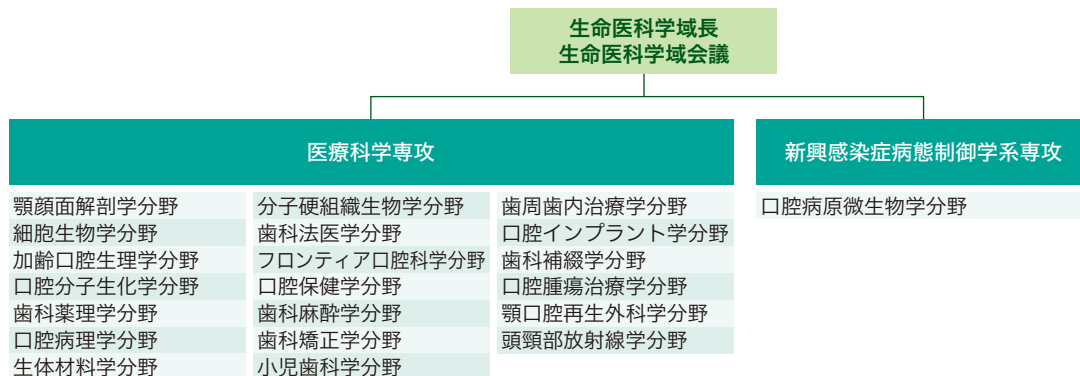 生命医科学域長
生命医科学域会議
医療科学専攻
新興感染症病態制御学系専攻
顎顔面解剖学分野
細胞生物学分野
加齢口腔生理学分野
口腔分子生化学分野
歯科薬理学分野
口腔病理学分野
生体材料学分野
分子硬組織生物学分野
歯科法医学分野
フロンティア口腔科学分野
口腔保健学分野
歯科麻酔学分野
歯科矯正学分野
小児歯科学分野
歯周歯内治療学分野
口腔インプラント学分野
歯科補綴学分野
口腔腫瘍治療学分野
顎口腔再生外科学分野
頭頸部放射線学分野
口腔病原微生物学分野